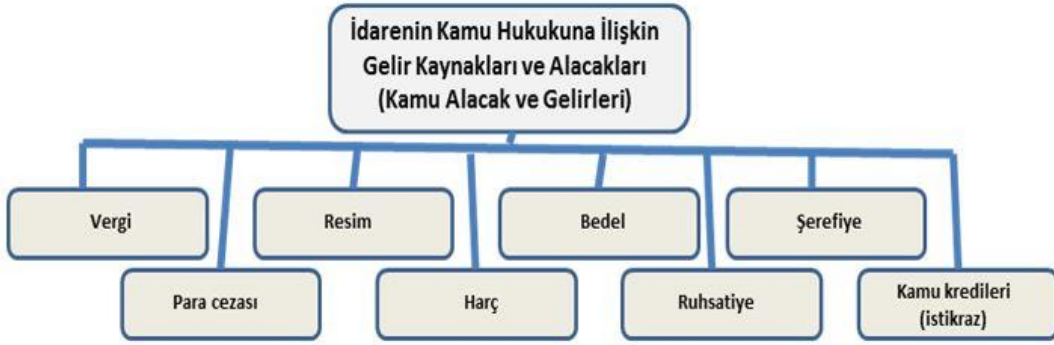 İdarenin Kamu Hukukuna İlişkin
Gelir Kaynakları ve Alacakları
(Kamu Alacak ve Gelirleri)
Vergi
Resim
Bedel
Şerefiye
Para cezası
Harç
Ruhsatiye
Kamu kredileri
(istikraz)